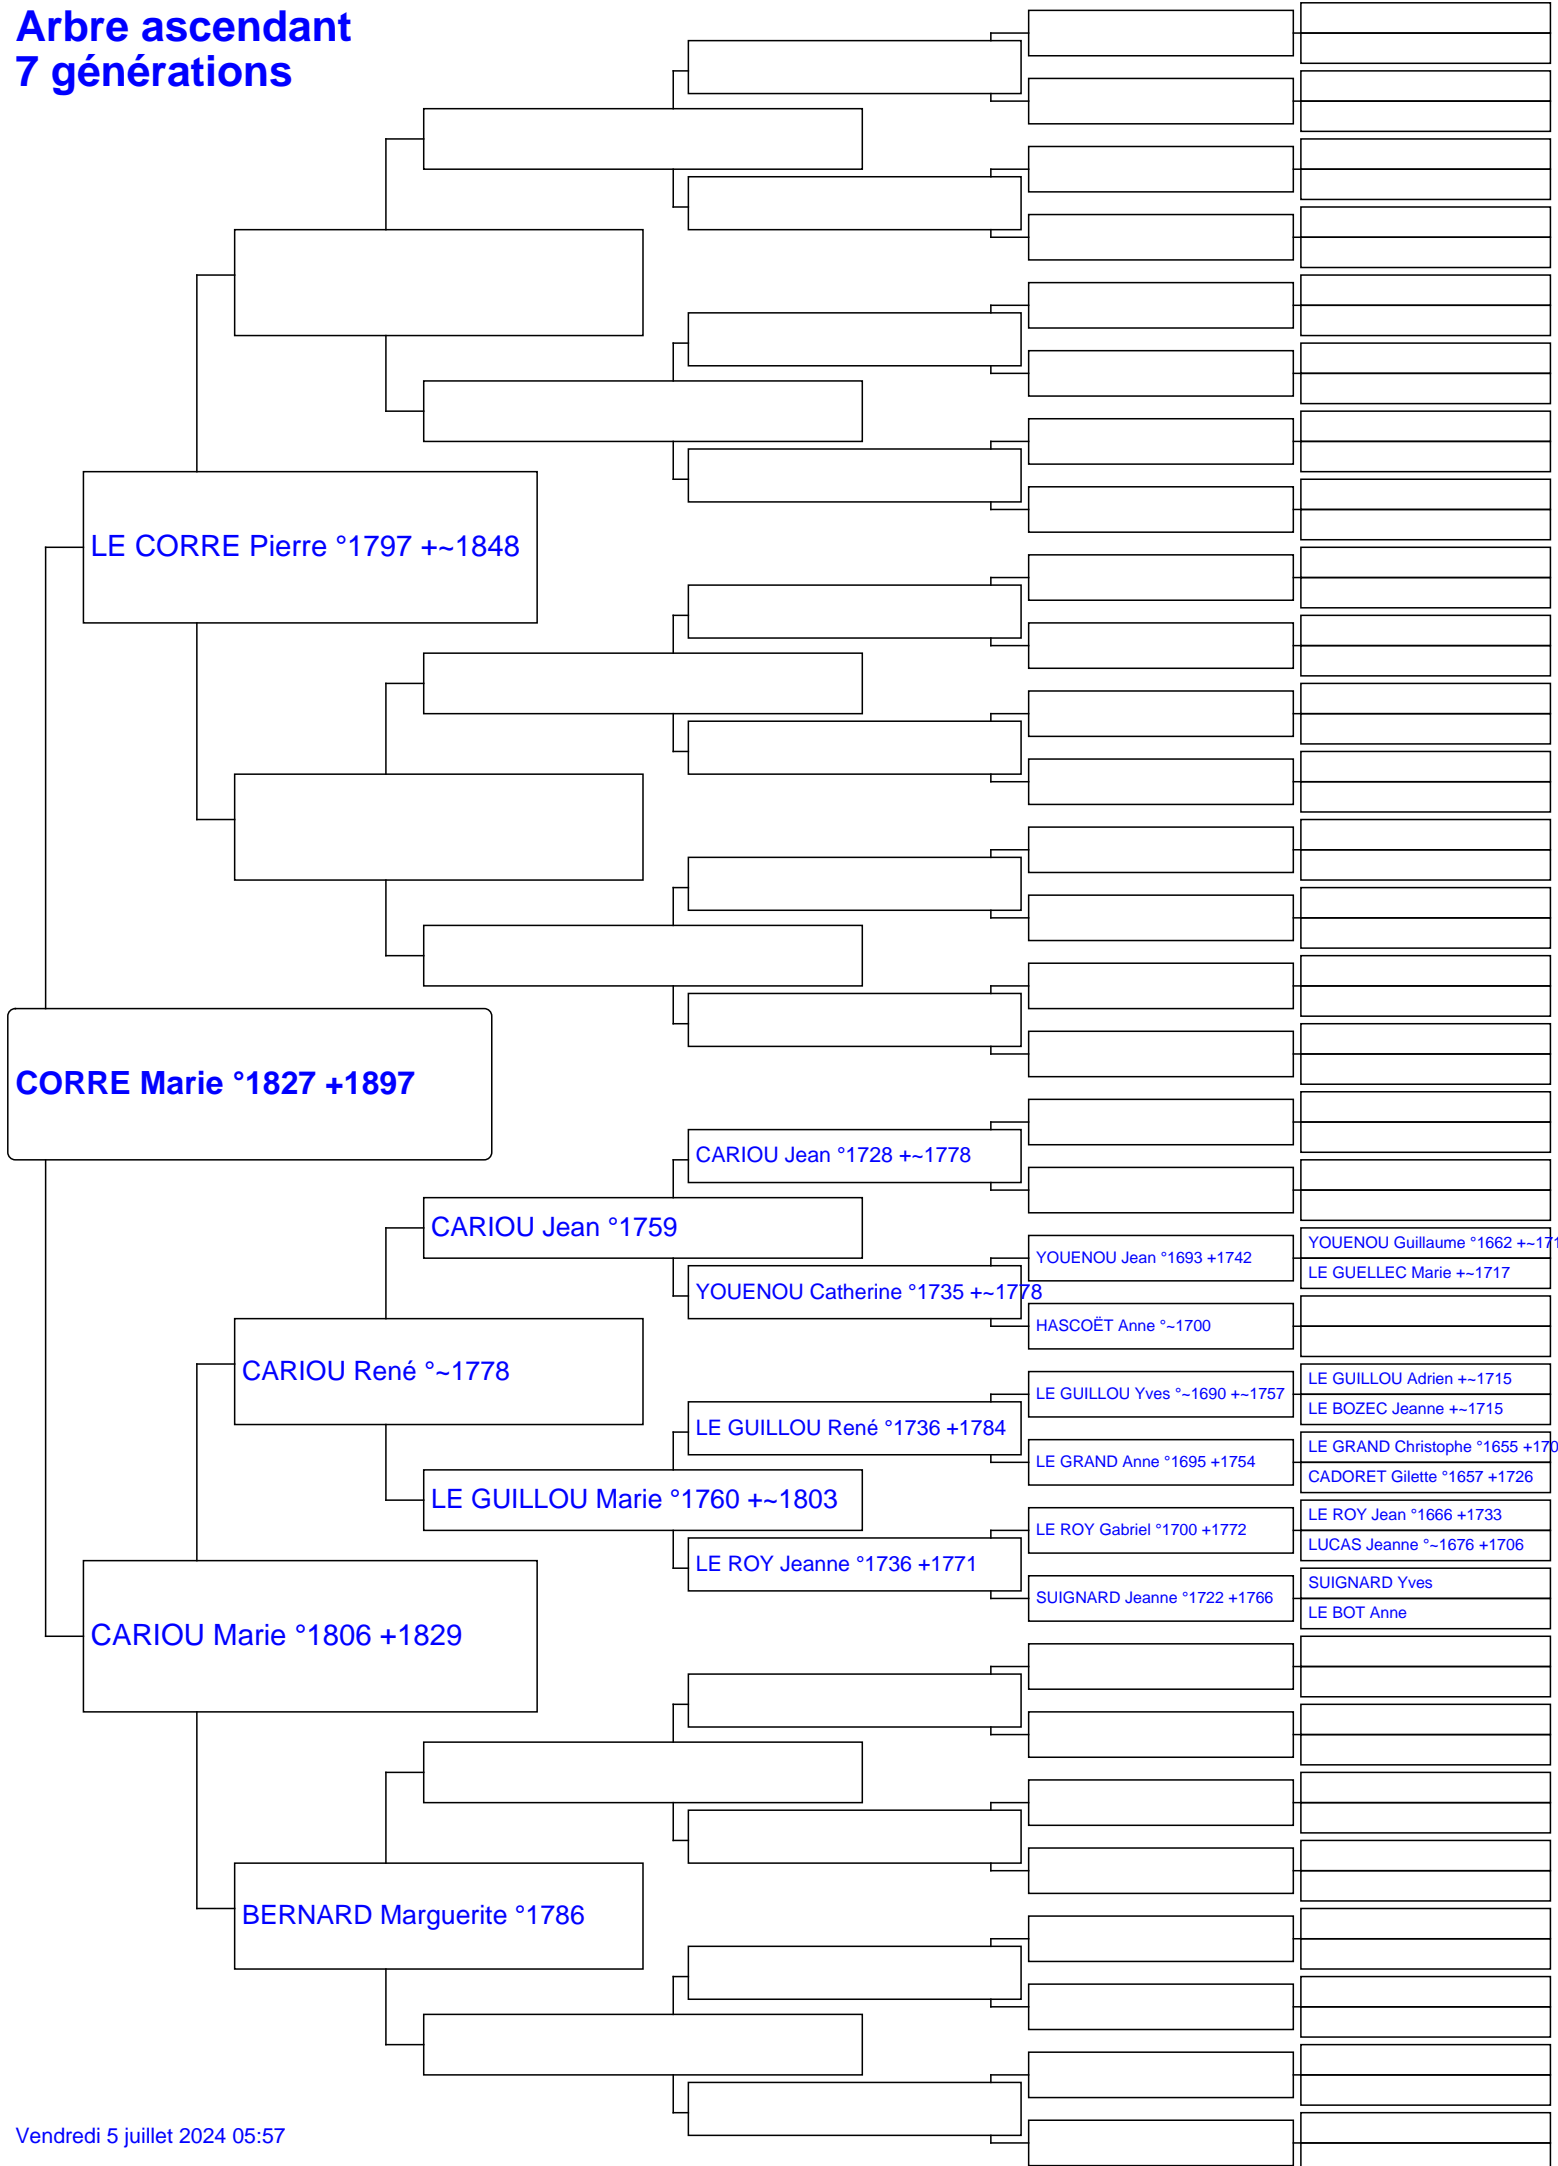 Arbre ascendant
7 générations
LE CORRE Pierre °1797 +~1848
CORRE Marie °1827 +1897
CARIOU Jean °1728 +~1778
CARIOU Jean °1759
YOUENOU Guillaume °1662 +~171
YOUENOU Jean °1693 +1742
LE GUELLEC Marie +~1717
YOUENOU Catherine °1735 +~1778
HASCOËT Anne °~1700
CARIOU René °~1778
LE GUILLOU Adrien +~1715
LE GUILLOU Yves °~1690 +~1757
LE BOZEC Jeanne +~1715
LE GUILLOU René °1736 +1784
LE GRAND Christophe °1655 +170
LE GRAND Anne °1695 +1754
CADORET Gilette °1657 +1726
LE GUILLOU Marie °1760 +~1803
LE ROY Jean °1666 +1733
LE ROY Gabriel °1700 +1772
LUCAS Jeanne °~1676 +1706
LE ROY Jeanne °1736 +1771
SUIGNARD Yves
SUIGNARD Jeanne °1722 +1766
LE BOT Anne
CARIOU Marie °1806 +1829
BERNARD Marguerite °1786
Vendredi 5 juillet 2024 05:57